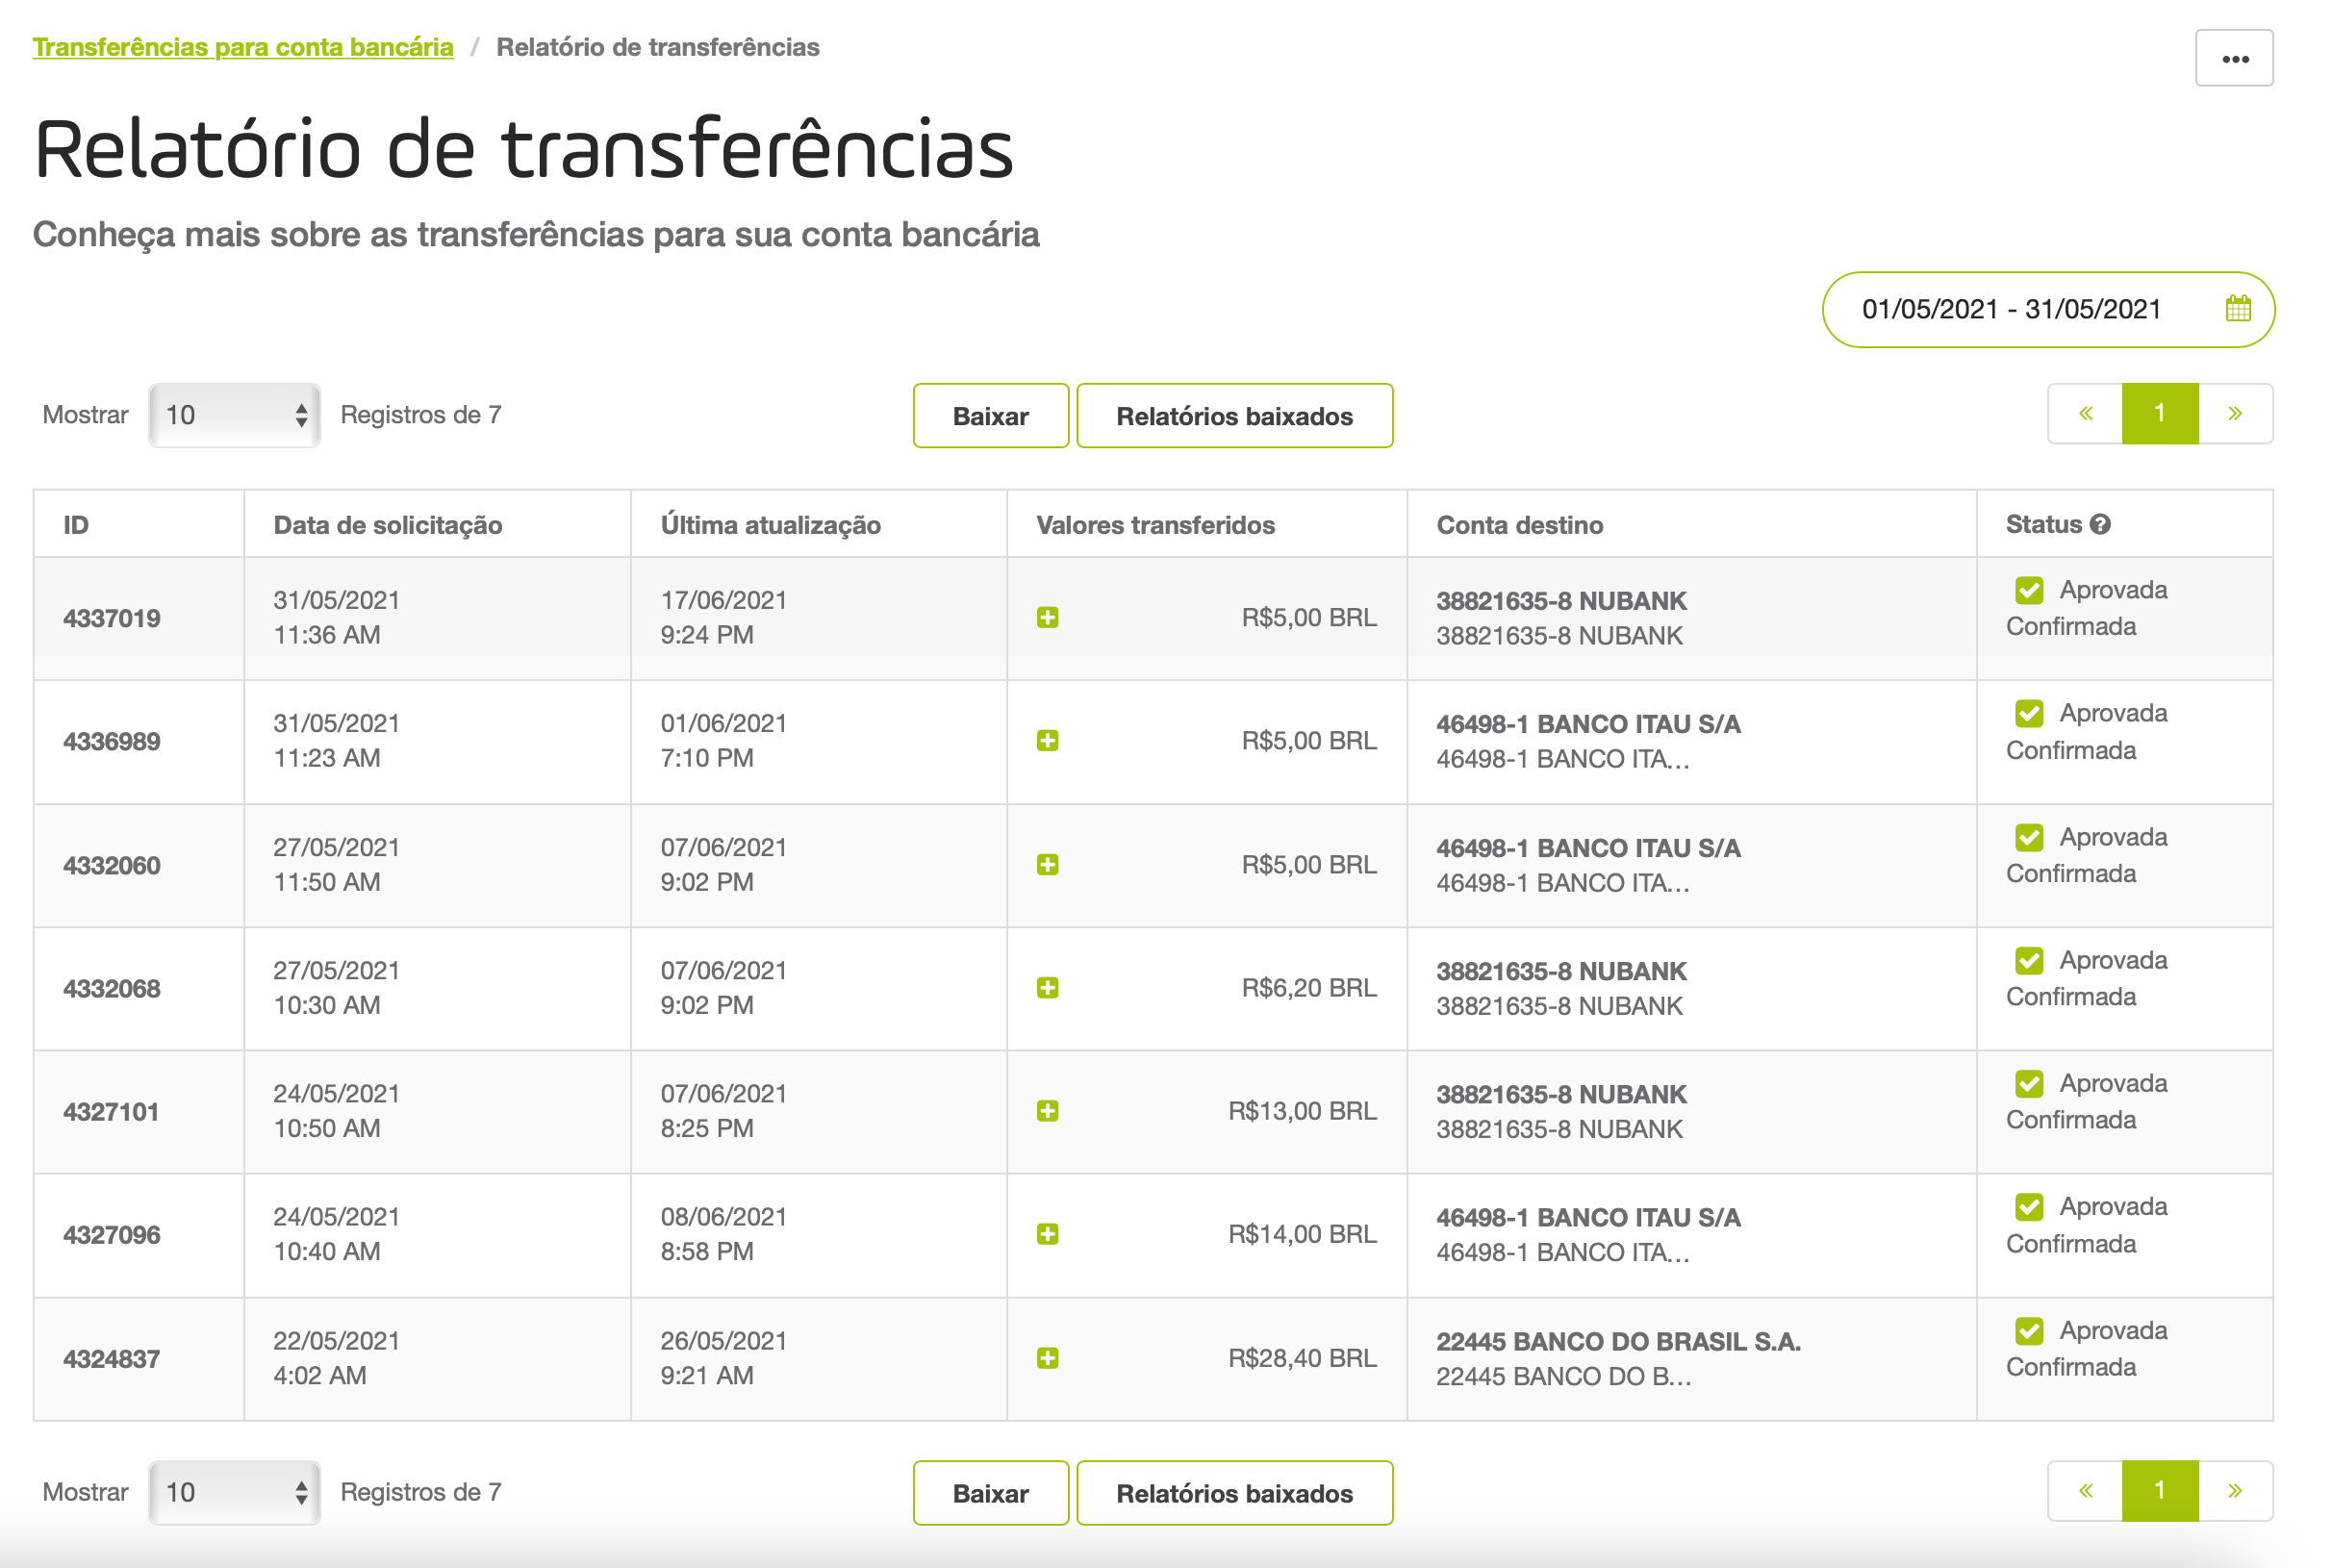 Transferências para conta bancária / Relatório de transferências
Relatório de transferências
Conheça mais sobre as transferências para sua conta bancária
01/05/2021 - 31/05/2021
Mostrar 10 Registros de 7 Baixar Relatórios baixados « 1 »
ID Data de solicitação Última atualização Valores transferidos Conta destino Status
4337019 31/05/2021 11:36 AM 17/06/2021 9:24 PM R$5,00 BRL 38821635-8 NUBANK 38821635-8 NUBANK Aprovada Confirmada
4336989 31/05/2021 11:23 AM 01/06/2021 7:10 PM R$5,00 BRL 46498-1 BANCO ITAU S/A 46498-1 BANCO ITA... Aprovada Confirmada
4332060 27/05/2021 11:50 AM 07/06/2021 9:02 PM R$5,00 BRL 46498-1 BANCO ITAU S/A 46498-1 BANCO ITA... Aprovada Confirmada
4332068 27/05/2021 10:30 AM 07/06/2021 9:02 PM R$6,20 BRL 38821635-8 NUBANK 38821635-8 NUBANK Aprovada Confirmada
4327101 24/05/2021 10:50 AM 07/06/2021 8:25 PM R$13,00 BRL 38821635-8 NUBANK 38821635-8 NUBANK Aprovada Confirmada
4327096 24/05/2021 10:40 AM 08/06/2021 8:58 PM R$14,00 BRL 46498-1 BANCO ITAU S/A 46498-1 BANCO ITA... Aprovada Confirmada
4324837 22/05/2021 4:02 AM 26/05/2021 9:21 AM R$28,40 BRL 22445 BANCO DO BRASIL S.A. 22445 BANCO DO B... Aprovada Confirmada
Mostrar 10 Registros de 7 Baixar Relatórios baixados « 1 »